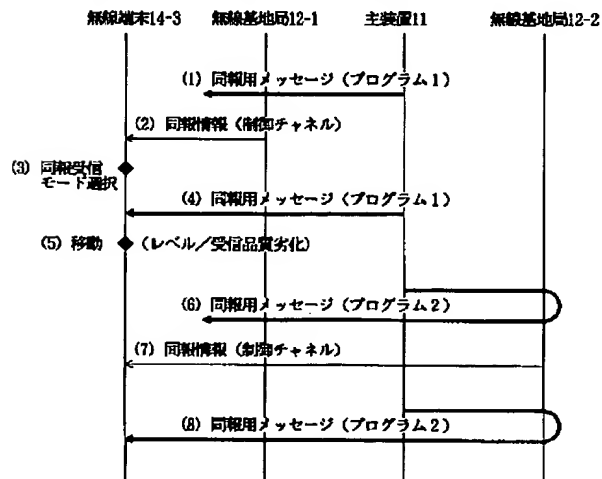 無線端末14-3 無線基地局12-1 主装置11 無線基地局12-2
(1) 同報用メッセージ（プログラム1）
(2) 同報情報（制御チャネル）
(3) 同報受信
モード選択
(4) 同報用メッセージ（プログラム1）
(5) 移動 （レベル／受信品質劣化）
(6) 同報用メッセージ（プログラム2）
(7) 同報情報（制御チャネル）
(8) 同報用メッセージ（プログラム2）